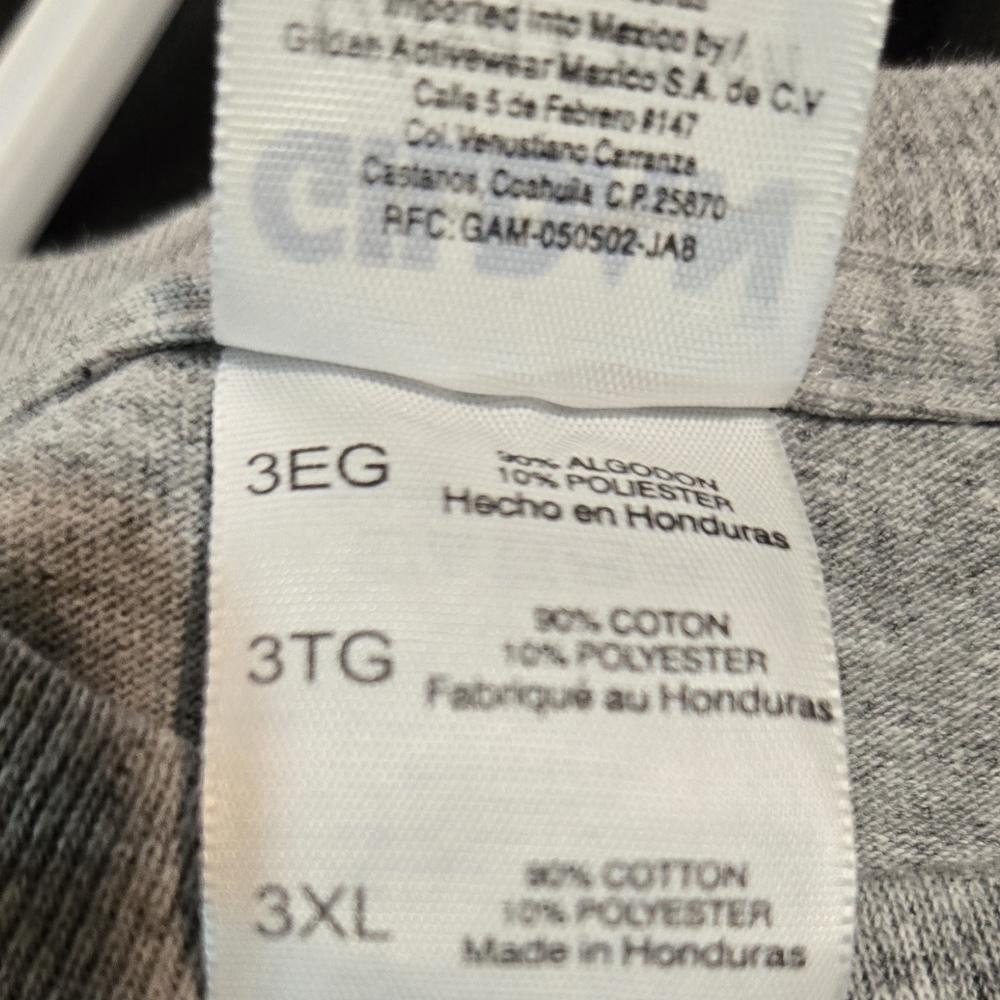 Imported into Mexico by/
Gildan Activewear Mexico S.A. de C.V
Calle 5 de Febrero #147
Col. Venustiano Carranza
Castanos, Coahuila C.P. 25870
RFC: GAM-050502-JA8
3EG
90% ALGODON
10% POLIESTER
Hecho en Honduras
3TG
90% COTON
10% POLYESTER
Fabriqué au Honduras
3XL
90% COTTON
10% POLYESTER
Made in Honduras